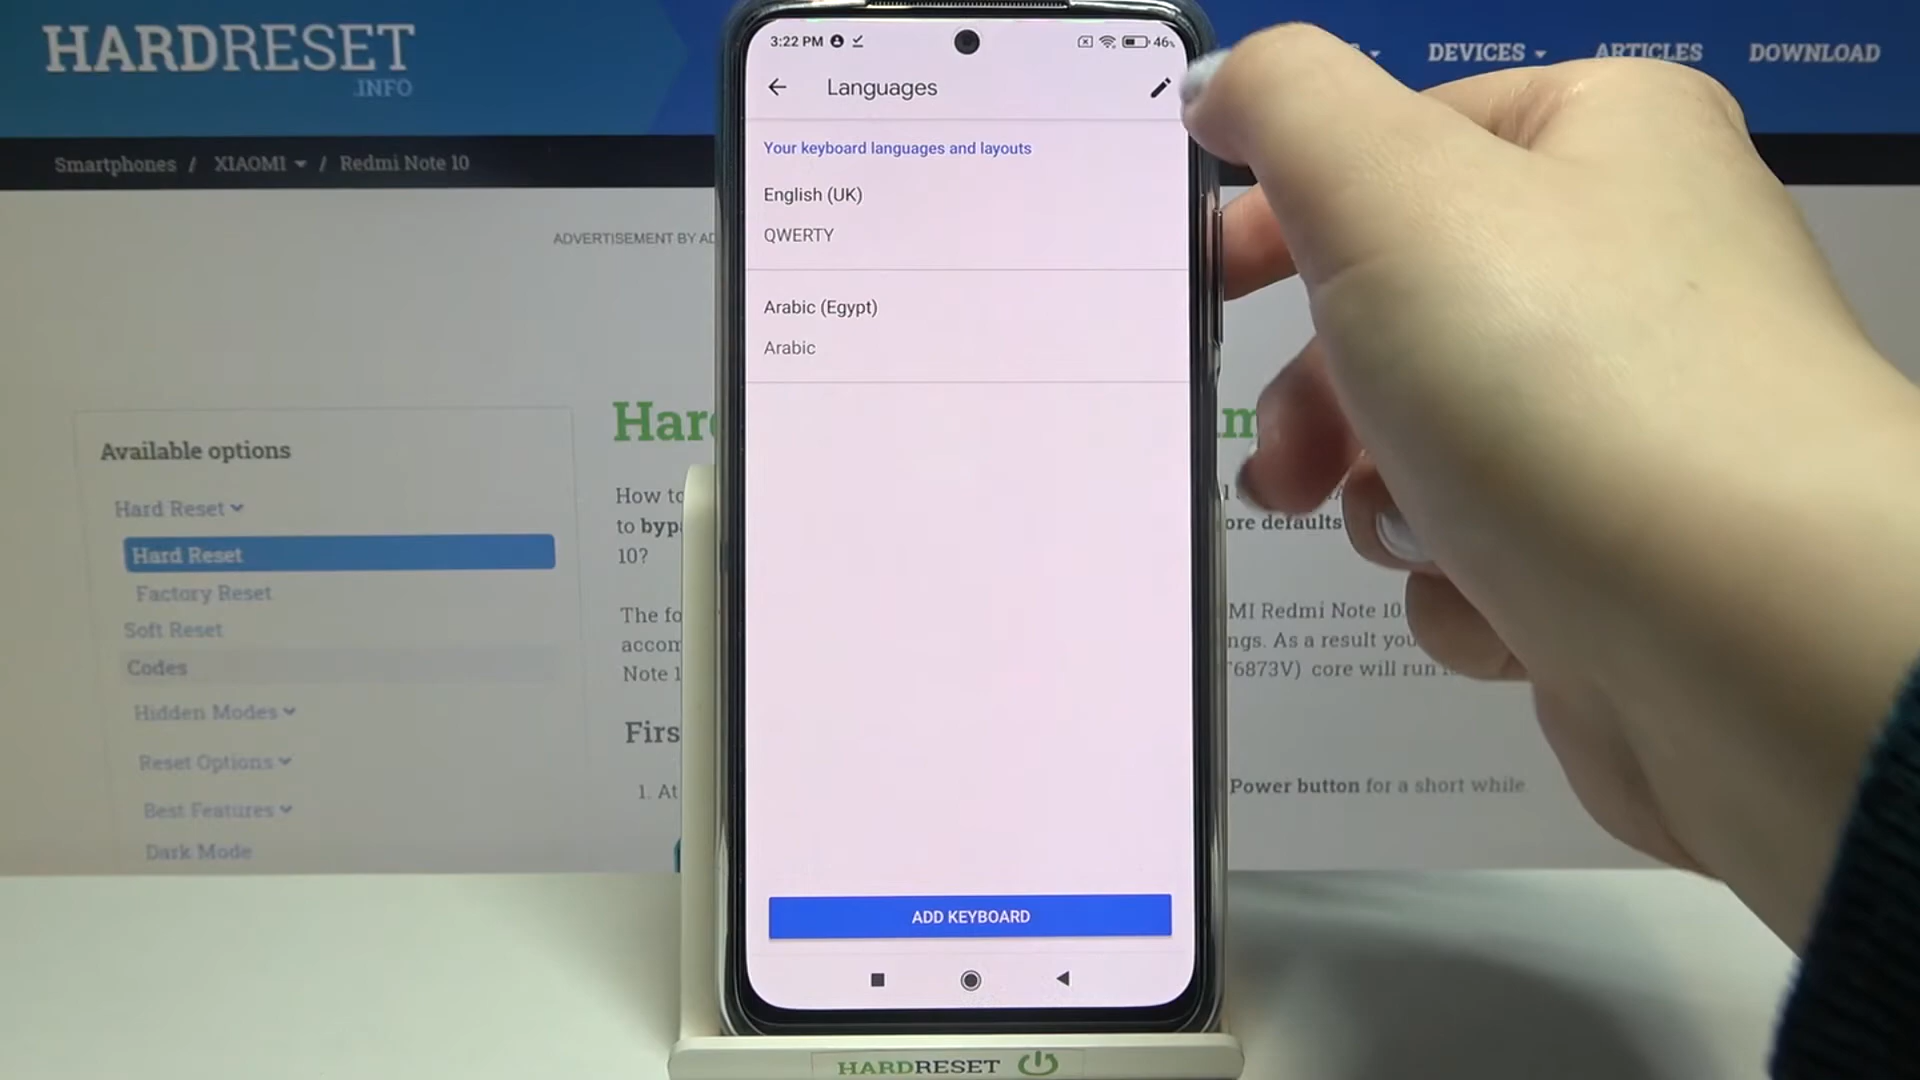 HARDRESET
.INFO
DEVICES
ARTICLES
DOWNLOAD
Smartphones / XIAOMI / Redmi Note 10
ADVERTISEMENT BY AD
Available options
Hard Reset
Hard Reset
Factory Reset
Soft Reset
Codes
Hidden Modes
Reset Options
Best Features
Dark Mode
Hard
How to
to byp
10?
The fo
accom
Note 1
Firs
1. At
ore defaults
MI Redmi Note 10.
ngs. As a result you
6873V) core will run
Power button for a short while
3:22 PM
46%
Languages
Your keyboard languages and layouts
English (UK)
QWERTY
Arabic (Egypt)
Arabic
ADD KEYBOARD
HARDRESET